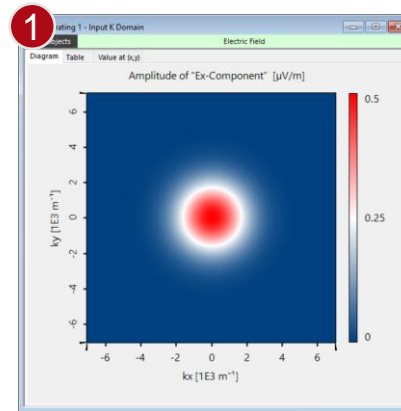 1
rating 1 - Input K Domain
jects
Electric Field
Diagram Table Value at (x,y)
Amplitude of "Ex-Component" [µV/m]
6
4
2
0
-2
-4
-6
ky [1E3 m⁻¹]
-6 -4 -2 0 2 4 6
kx [1E3 m⁻¹]
0.5
0.25
0